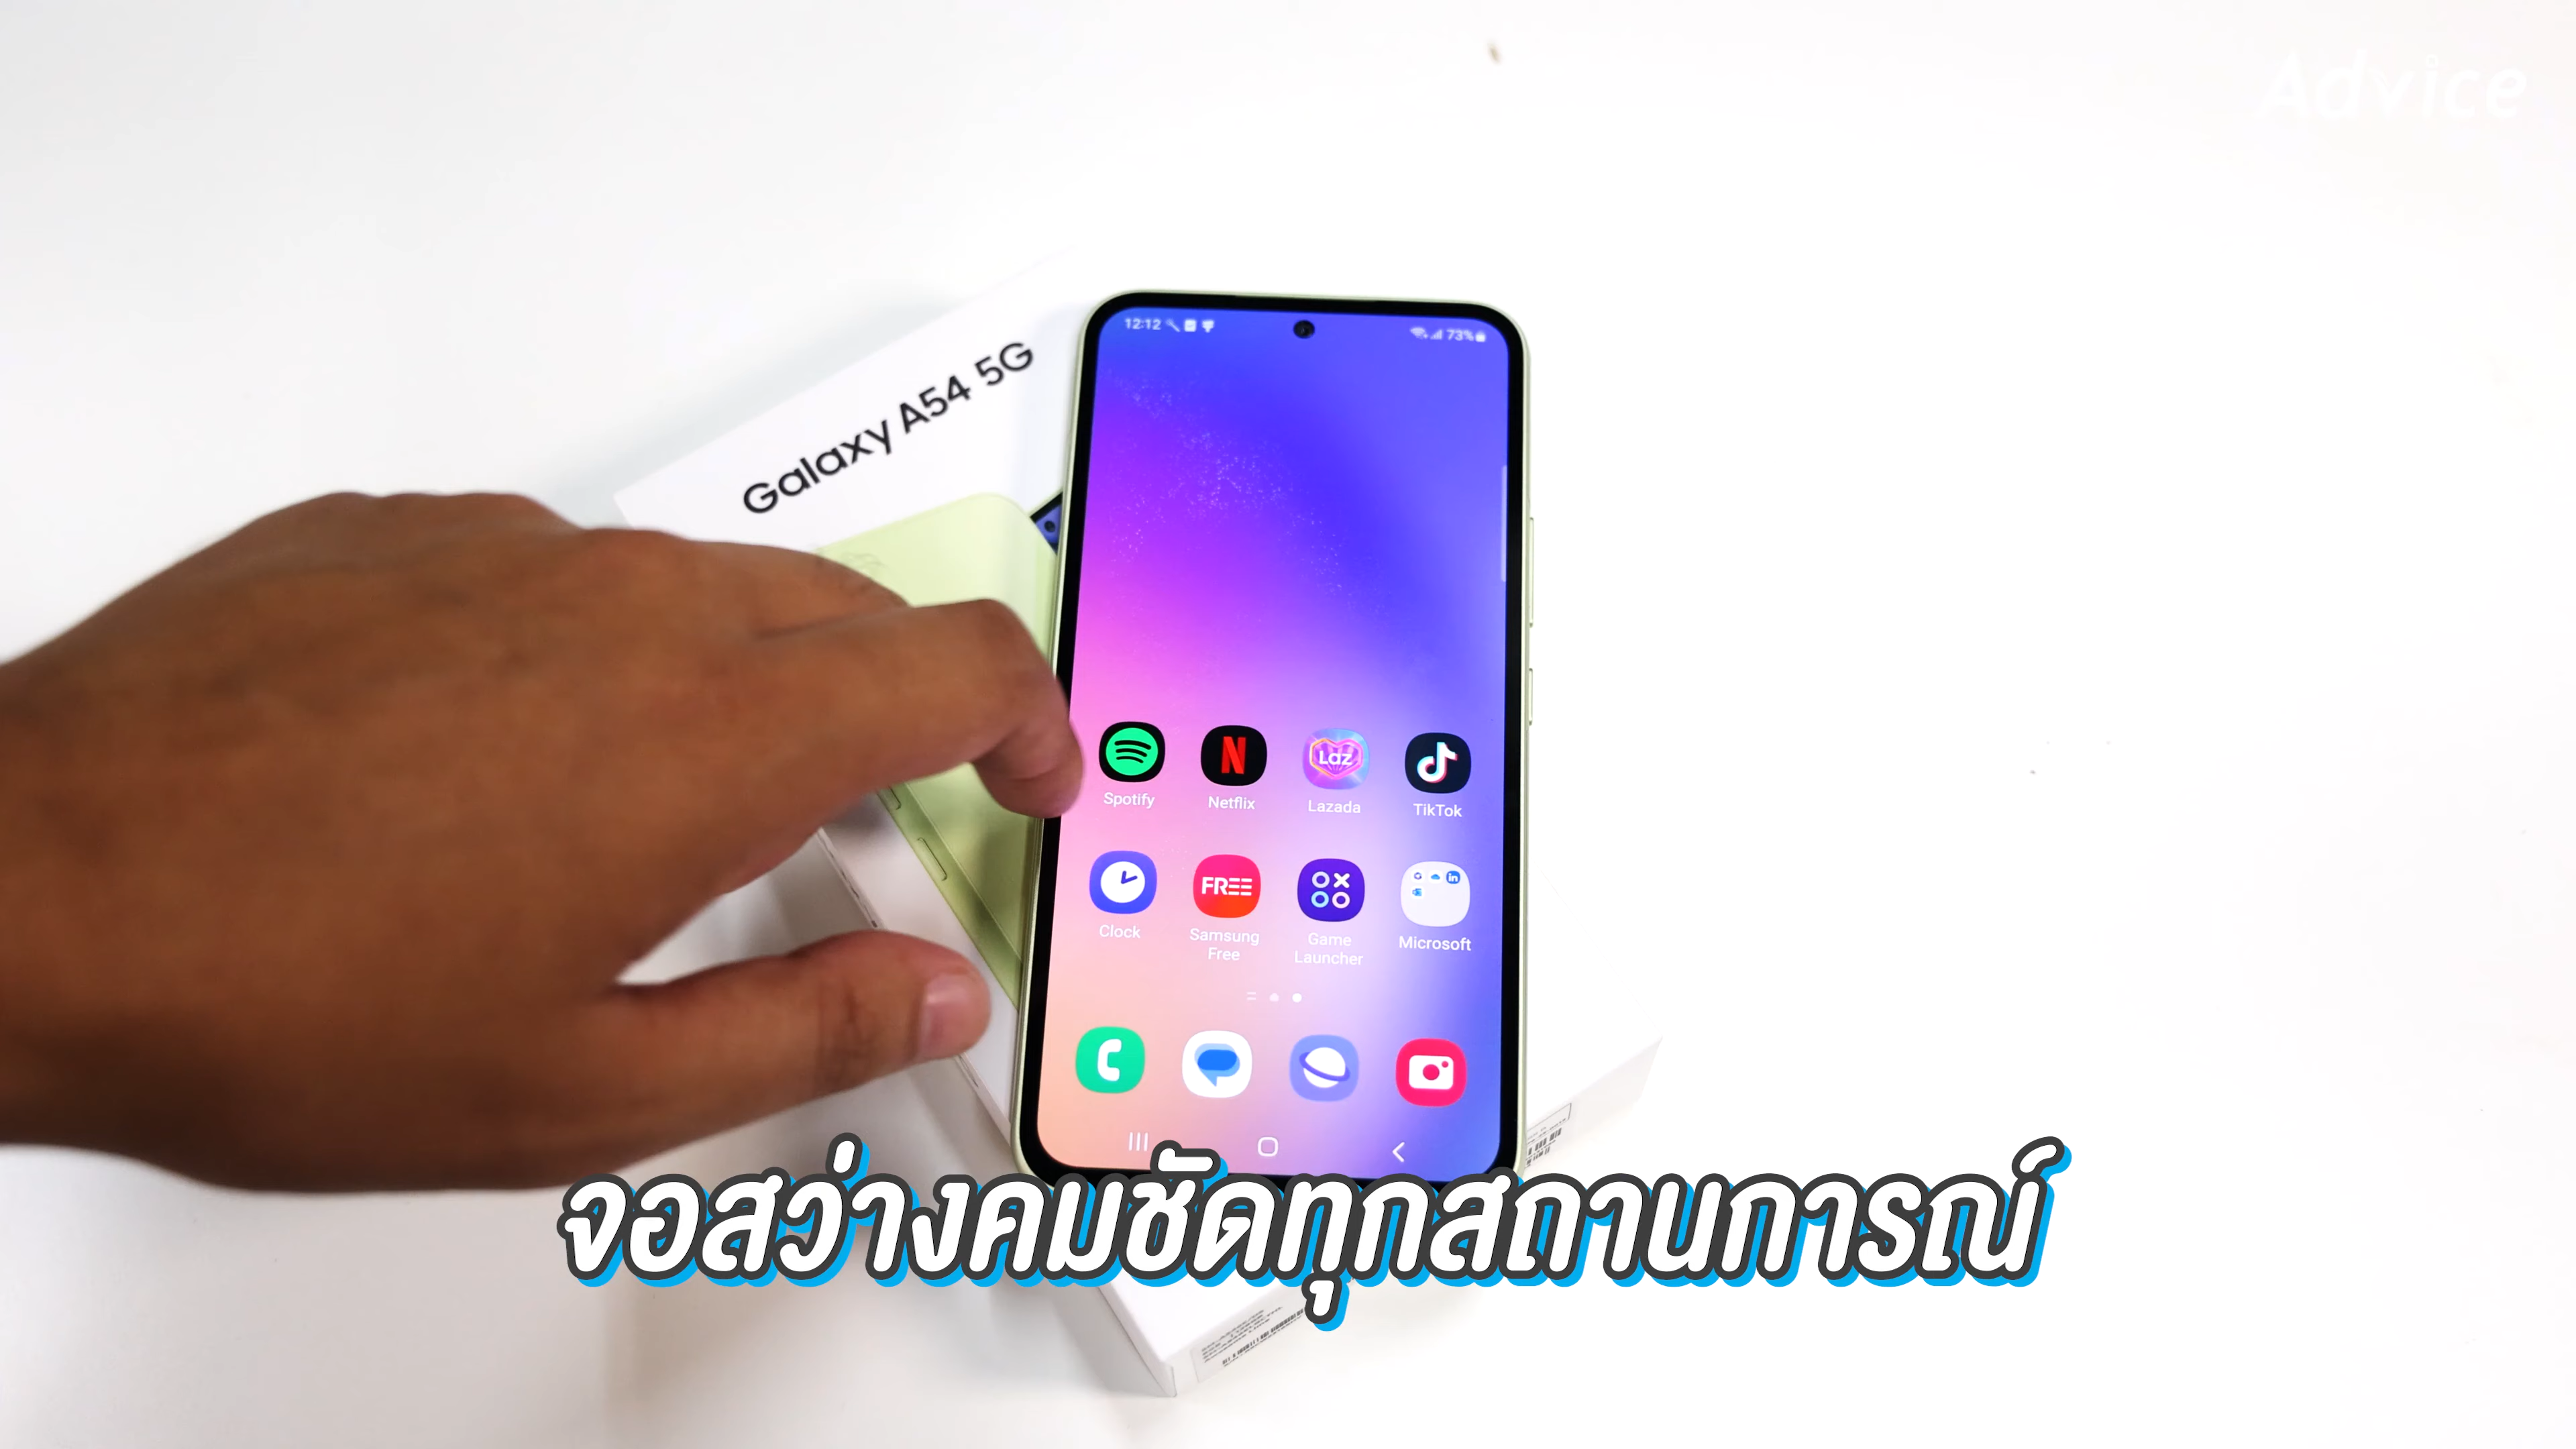 Advice
Galaxy A54 5G
12:12
73%
Spotify
Netflix
Lazada
TikTok
Laz
Clock
Samsung
Free
Game
Launcher
Microsoft
FREE
จอสว่างคมชัดทุกสถานการณ์